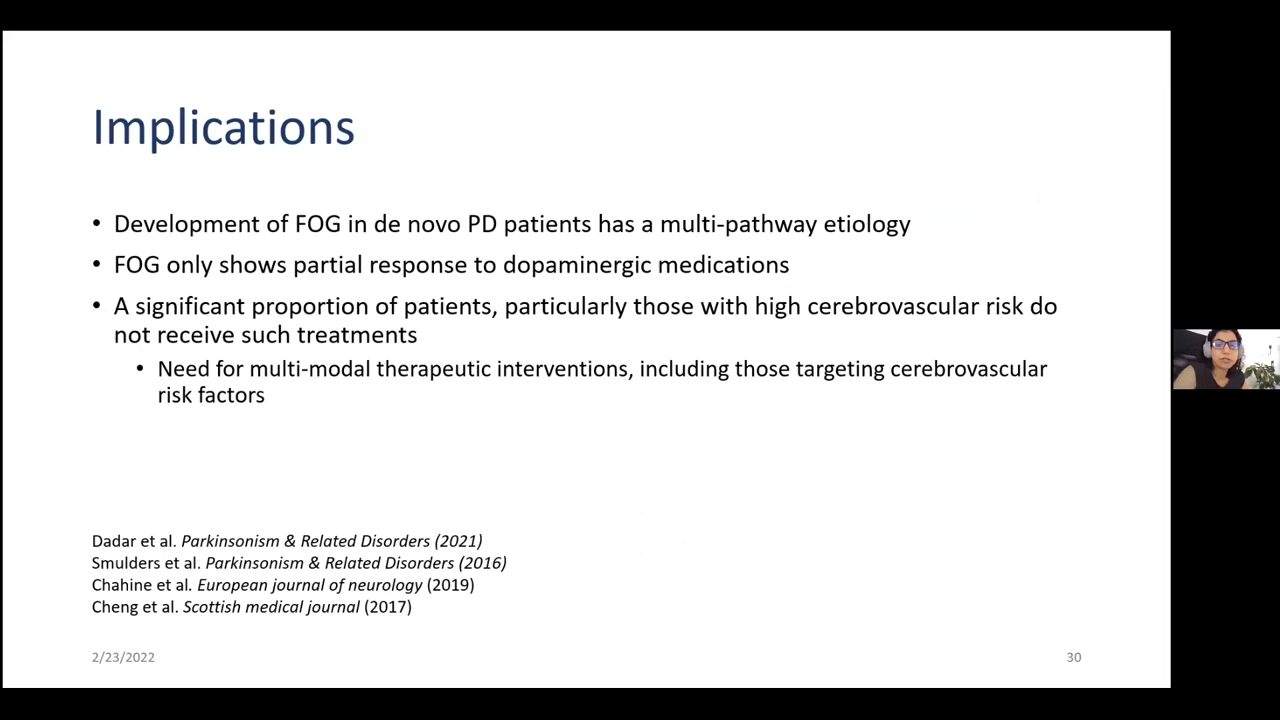 Implications
• Development of FOG in de novo PD patients has a multi-pathway etiology
• FOG only shows partial response to dopaminergic medications
• A significant proportion of patients, particularly those with high cerebrovascular risk do
not receive such treatments
• Need for multi-modal therapeutic interventions, including those targeting cerebrovascular
risk factors
Dadar et al. Parkinsonism & Related Disorders (2021)
Smulders et al. Parkinsonism & Related Disorders (2016)
Chahine et al. European journal of neurology (2019)
Cheng et al. Scottish medical journal (2017)
2/23/2022
30